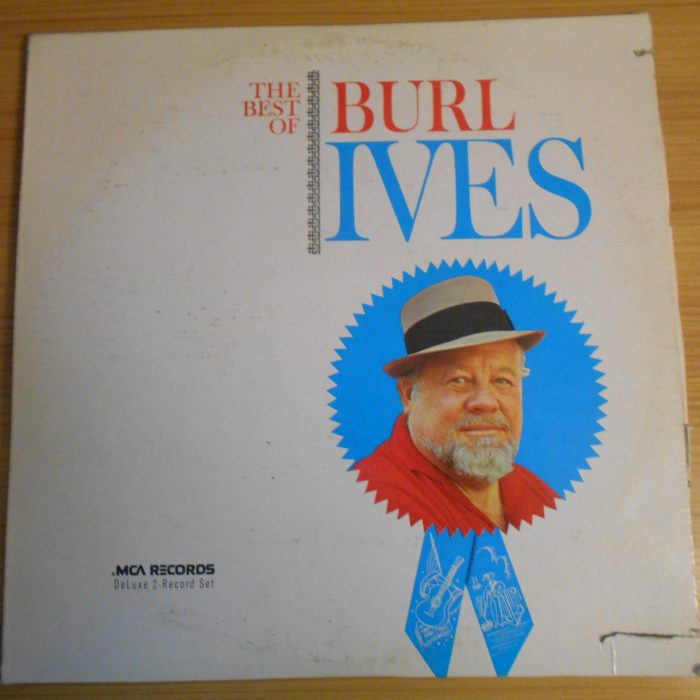 THE
BEST
OF
BURL
IVES
MCA RECORDS
DeLuxe 2-Record Set